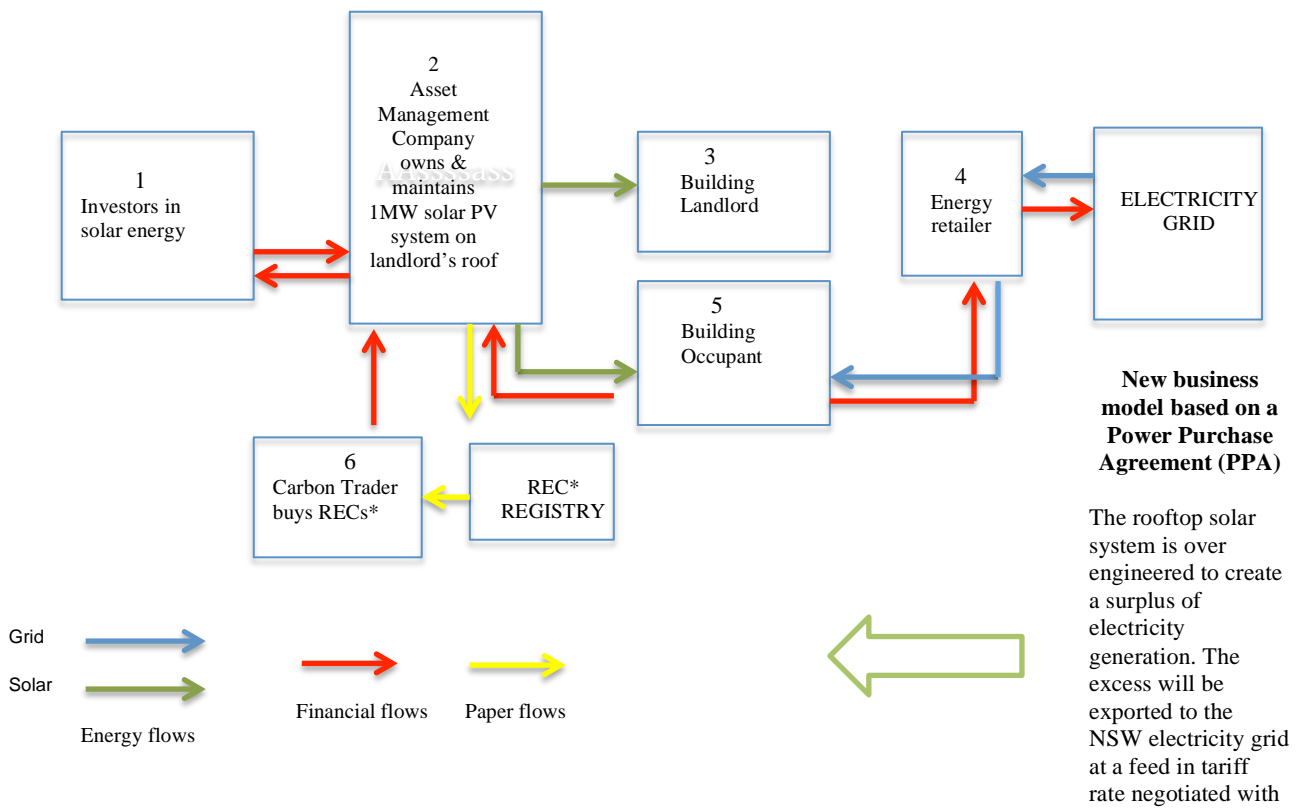 1
Investors in
solar energy
2
Asset
Management
Company
owns &
maintains
1MW solar PV
system on
landlord's roof
3
Building
Landlord
4
Energy
retailer
ELECTRICITY
GRID
5
Building
Occupant
6
Carbon Trader
buys RECs*
REC*
REGISTRY
New business
model based on a
Power Purchase
Agreement (PPA)
The rooftop solar
system is over
engineered to create
a surplus of
electricity
generation. The
excess will be
exported to the
NSW electricity grid
at a feed in tariff
rate negotiated with
Grid
Solar
Energy flows
Financial flows
Paper flows